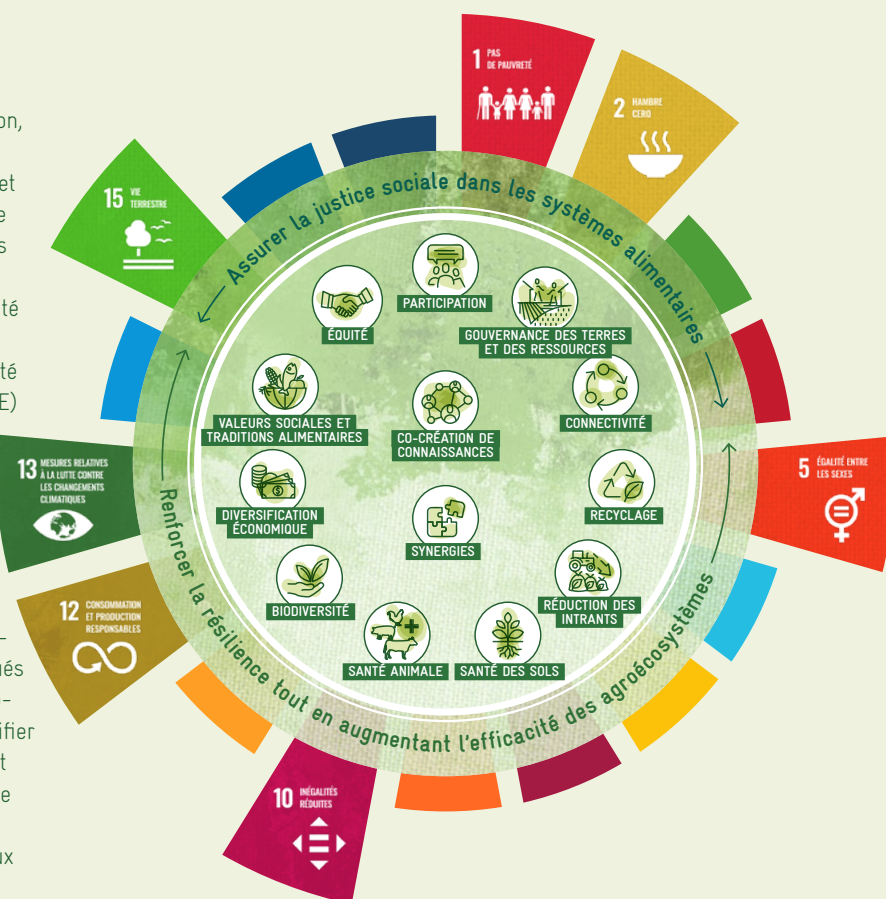 on,
et
e
s
té
té
E)
-
ués
-
ifier
t
e
ux
1 PAS
DE PAUVRETÉ
2 HAMBRE
CERO
15 VIE
TERRESTRE
Assurer la justice sociale dans les systèmes alimentaires
PARTICIPATION
ÉQUITÉ
GOUVERNANCE DES TERRES
ET DES RESSOURCES
VALEURS SOCIALES ET
TRADITIONS ALIMENTAIRES
CO-CRÉATION DE
CONNAISSANCES
CONNECTIVITÉ
13 MESURES RELATIVES
À LA LUTTE CONTRE
LES CHANGEMENTS
CLIMATIQUES
5 ÉGALITÉ ENTRE
LES SEXES
DIVERSIFICATION
ÉCONOMIQUE
$
SYNERGIES
RECYCLAGE
BIODIVERSITÉ
RÉDUCTION DES
INTRANTS
12 CONSOMMATION
ET PRODUCTION
RESPONSABLES
SANTÉ ANIMALE
SANTÉ DES SOLS
Renforcer la résilience tout en augmentant l'efficacité des agroécosystèmes
10 INÉGALITÉS
RÉDUITES